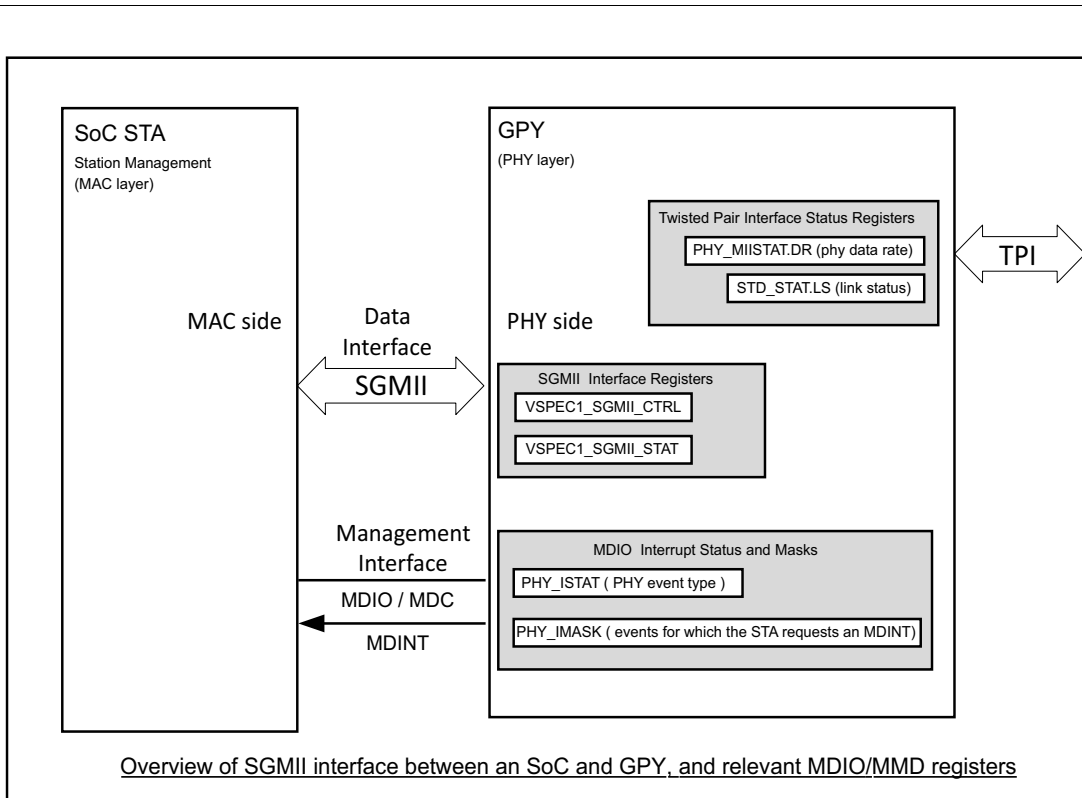 SoC STA
Station Management
(MAC layer)
MAC side
Data
Interface
SGMII
Management
Interface
MDIO / MDC
MDINT
GPY
(PHY layer)
Twisted Pair Interface Status Registers
PHY_MIISTAT.DR (phy data rate)
STD_STAT.LS (link status)
TPI
PHY side
SGMII Interface Registers
VSPEC1_SGMII_CTRL
VSPEC1_SGMII_STAT
MDIO Interrupt Status and Masks
PHY_ISTAT ( PHY event type )
PHY_IMASK ( events for which the STA requests an MDINT)
Overview of SGMII interface between an SoC and GPY, and relevant MDIO/MMD registers